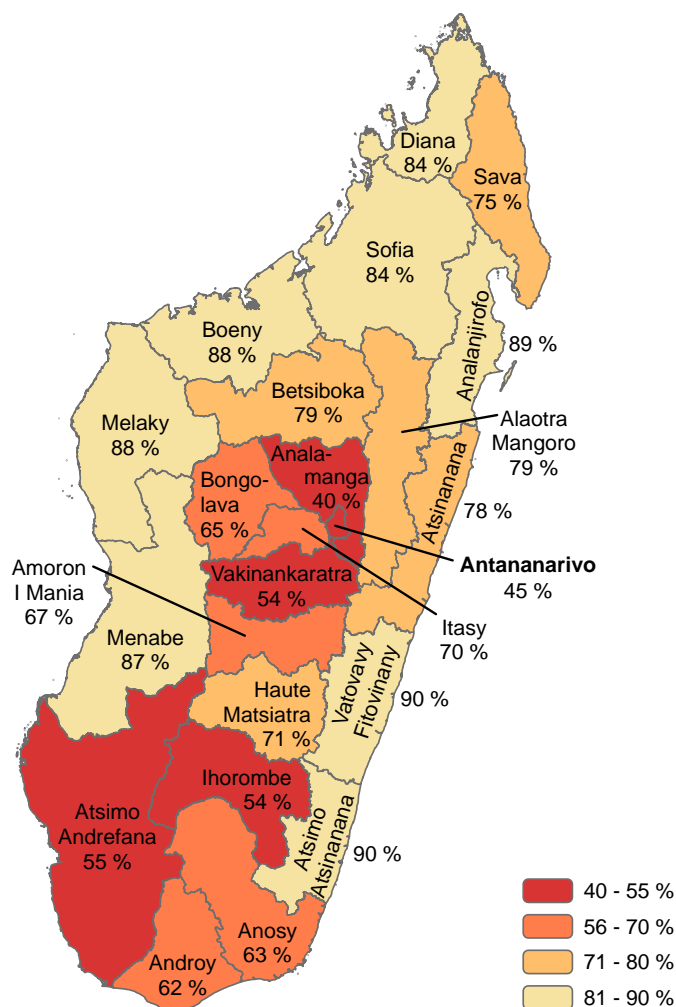 Diana
84 %
Sava
75 %
Sofia
84 %
Analanjirofo
89 %
Boeny
88 %
Betsiboka
79 %
Alaotra
Mangoro
79 %
Melaky
88 %
Anala-
manga
40 %
Bongo-
lava
65 %
Atsinanana
78 %
Antananarivo
45 %
Vakinankaratra
54 %
Amoron
I Mania
67 %
Itasy
70 %
Menabe
87 %
Vatovavy
Fitovinany
90 %
Haute
Matsiatra
71 %
Ihorombe
54 %
Atsimo
Andrefana
55 %
Atsimo
Atsinanana
90 %
Anosy
63 %
Androy
62 %
40 - 55 %
56 - 70 %
71 - 80 %
81 - 90 %